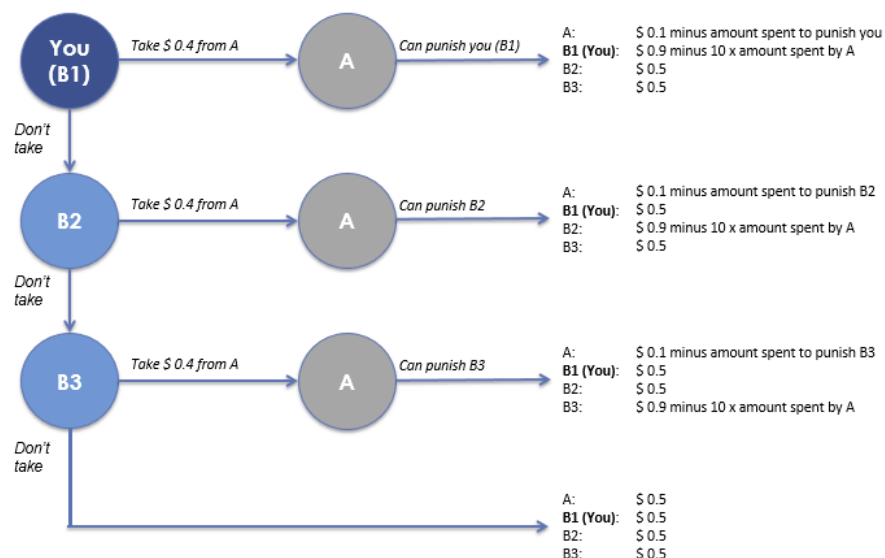 You
(B1)
Take $ 0.4 from A
A
Can punish you (B1)
A: $ 0.1 minus amount spent to punish you
B1 (You): $ 0.9 minus 10 x amount spent by A
B2: $ 0.5
B3: $ 0.5
Don't
take
B2
Take $ 0.4 from A
A
Can punish B2
A: $ 0.1 minus amount spent to punish B2
B1 (You): $ 0.5
B2: $ 0.9 minus 10 x amount spent by A
B3: $ 0.5
Don't
take
B3
Take $ 0.4 from A
A
Can punish B3
A: $ 0.1 minus amount spent to punish B3
B1 (You): $ 0.5
B2: $ 0.5
B3: $ 0.9 minus 10 x amount spent by A
Don't
take
A: $ 0.5
B1 (You): $ 0.5
B2: $ 0.5
B3: $ 0.5